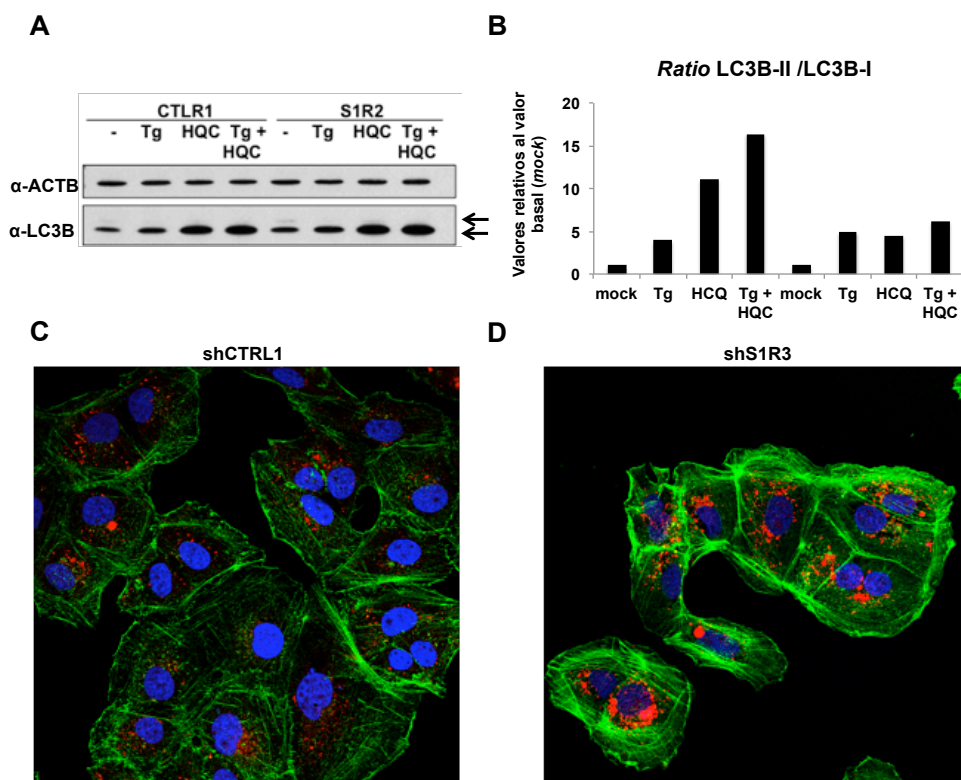 A
CTLR1 S1R2
- Tg HQC Tg + HQC - Tg HQC Tg + HQC
α-ACTB
α-LC3B
B
Ratio LC3B-II /LC3B-I
Valores relativos al valor basal (mock)
20
15
10
5
0
mock Tg HCQ Tg + HQC mock Tg HCQ Tg + HQC
C
shCTRL1
D
shS1R3